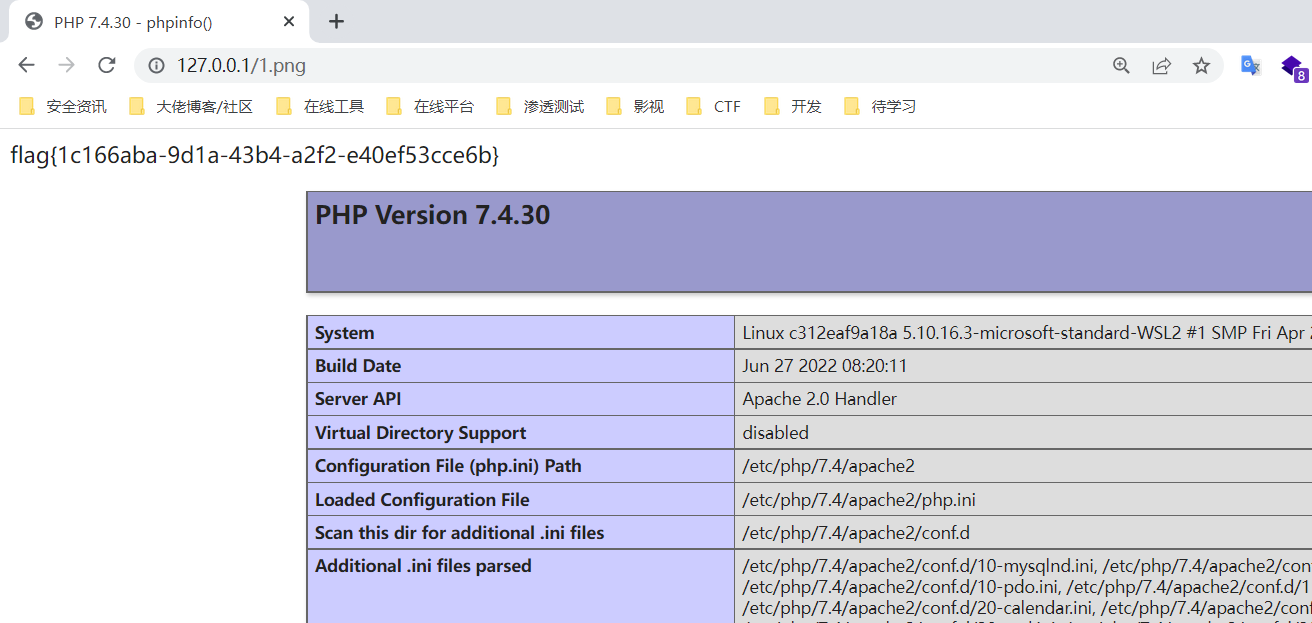 PHP 7.4.30 - phpinfo()
127.0.0.1/1.png
8
安全资讯 大佬博客/社区 在线工具 在线平台 渗透测试 影视 CTF 开发 待学习
flag{1c166aba-9d1a-43b4-a2f2-e40ef53cce6b}
PHP Version 7.4.30
System Linux c312eaf9a18a 5.10.16.3-microsoft-standard-WSL2 #1 SMP Fri Apr
Build Date Jun 27 2022 08:20:11
Server API Apache 2.0 Handler
Virtual Directory Support disabled
Configuration File (php.ini) Path /etc/php/7.4/apache2
Loaded Configuration File /etc/php/7.4/apache2/php.ini
Scan this dir for additional .ini files /etc/php/7.4/apache2/conf.d
Additional .ini files parsed /etc/php/7.4/apache2/conf.d/10-mysqlnd.ini, /etc/php/7.4/apache2/con
/etc/php/7.4/apache2/conf.d/10-pdo.ini, /etc/php/7.4/apache2/conf.d/1
/etc/php/7.4/apache2/conf.d/20-calendar.ini, /etc/php/7.4/apache2/conf